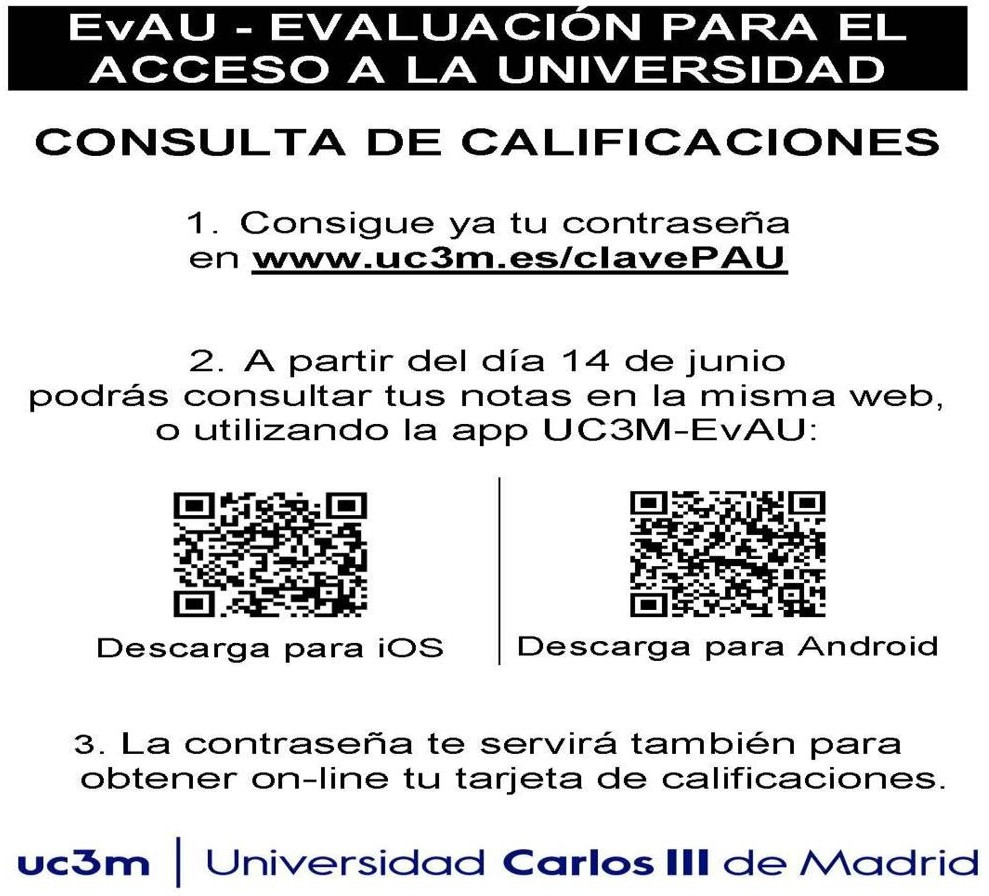 EvAU - EVALUACIÓN PARA EL
ACCESO A LA UNIVERSIDAD
CONSULTA DE CALIFICACIONES
1. Consigue ya tu contraseña
en www.uc3m.es/clavePAU
2. A partir del día 14 de junio
podrás consultar tus notas en la misma web,
o utilizando la app UC3M-EvAU:
Descarga para iOS
Descarga para Android
3. La contraseña te servirá también para
obtener on-line tu tarjeta de calificaciones.
uc3m | Universidad Carlos III de Madrid